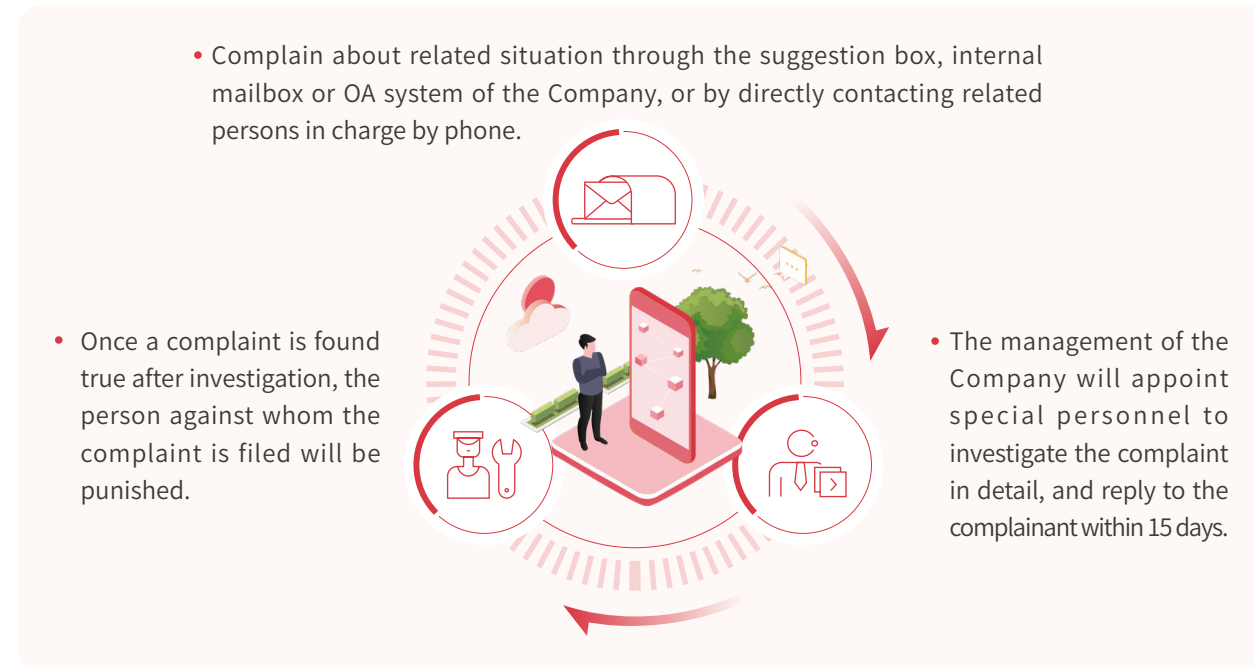 • Complain about related situation through the suggestion box, internal
mailbox or OA system of the Company, or by directly contacting related
persons in charge by phone.
• The management of the
Company will appoint
special personnel to
investigate the complaint
in detail, and reply to the
complainant within 15 days.
• Once a complaint is found
true after investigation, the
person against whom the
complaint is filed will be
punished.